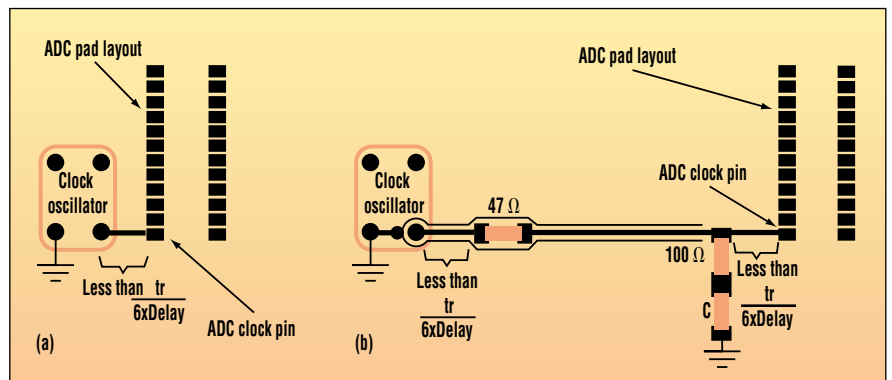 ADC pad layout
Clock
oscillator
Less than tr
6xDelay
ADC clock pin
(a)
ADC pad layout
ADC clock pin
Clock
oscillator
47 Ω
100 Ω
Less than
tr
6xDelay
C
Less than
tr
6xDelay
(b)